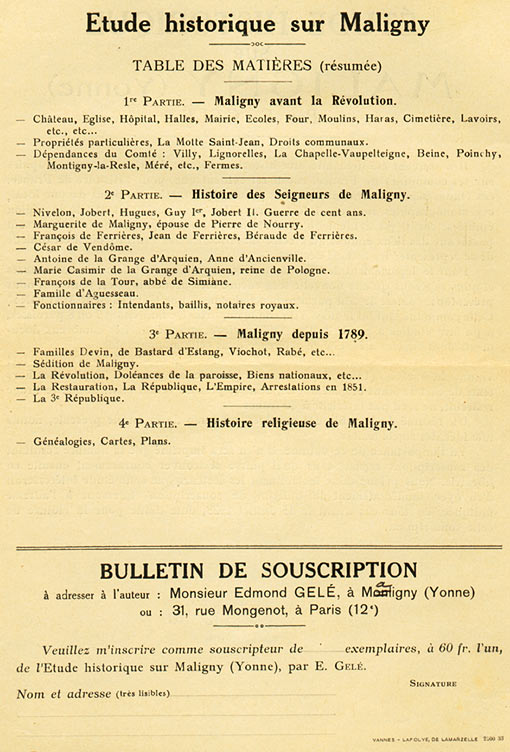 Etude historique sur Maligny
TABLE DES MATIÈRES (résumée)
1re PARTIE. — Maligny avant la Révolution.
— Château, Eglise, Hôpital, Halles, Mairie, Ecoles, Four, Moulins, Haras, Cimetière, Lavoirs,
etc., etc...
— Propriétés particulières, La Motte Saint-Jean, Droits communaux.
— Dépendances du Comté : Villy, Lignorelles, La Chapelle-Vaupelteigne, Beine, Poinchy,
Montigny-la-Resle, Méré, etc., Fermes.
2e PARTIE. — Histoire des Seigneurs de Maligny.
— Nivelon, Jobert, Hugues, Guy Ier, Jobert II. Guerre de cent ans.
— Marguerite de Maligny, épouse de Pierre de Nourry.
— François de Ferrières, Jean de Ferrières, Béraude de Ferrières.
— César de Vendôme.
— Antoine de la Grange d'Arquien, Anne d'Ancienville.
— Marie Casimir de la Grange d'Arquien, reine de Pologne.
— François de la Tour, abbé de Simiane.
— Famille d'Aguesseau.
— Fonctionnaires : Intendants, baillis, notaires royaux.
3e PARTIE. — Maligny depuis 1789.
— Familles Devin, de Bastard d'Estang, Viochot, Rabé, etc...
— Sédition de Maligny.
— La Révolution, Doléances de la paroisse, Biens nationaux, etc...
— La Restauration, La République, L'Empire, Arrestations en 1851.
— La 3e République.
4e PARTIE. — Histoire religieuse de Maligny.
— Généalogies, Cartes, Plans.
BULLETIN DE SOUSCRIPTION
à adresser à l'auteur : Monsieur Edmond GELÉ, à Maligny (Yonne)
ou : 31, rue Mongenot, à Paris (12e)
Veuillez m'inscrire comme souscripteur de exemplaires, à 60 fr. l'un,
de l'Etude historique sur Maligny (Yonne), par E. GELÉ.
SIGNATURE
Nom et adresse (très lisibles)
VANNES — LAFOLYE, DE LAMARZELLE